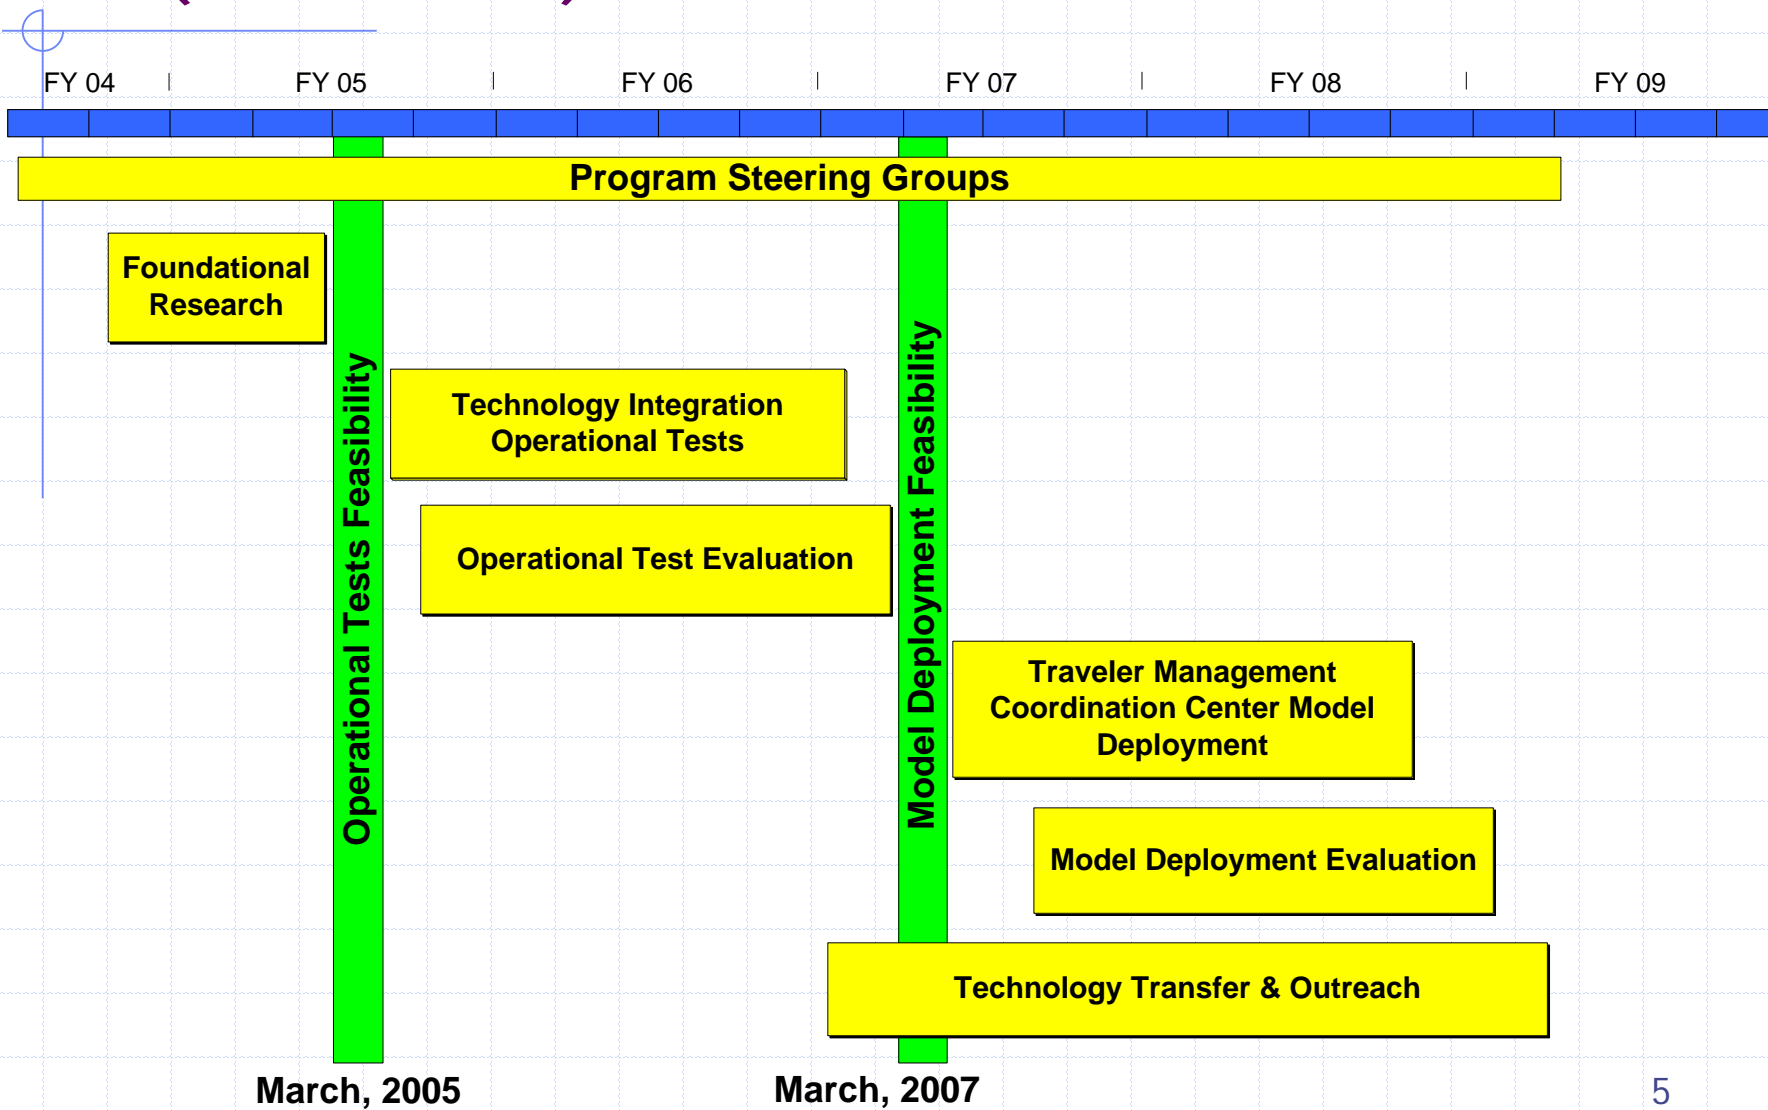 FY 04
FY 05
FY 06
FY 07
FY 08
FY 09
Program Steering Groups
Foundational
Research
Operational Tests Feasibility
Model Deployment Feasibility
Technology Integration
Operational Tests
Operational Test Evaluation
Traveler Management
Coordination Center Model
Deployment
Model Deployment Evaluation
Technology Transfer & Outreach
March, 2005
March, 2007
5